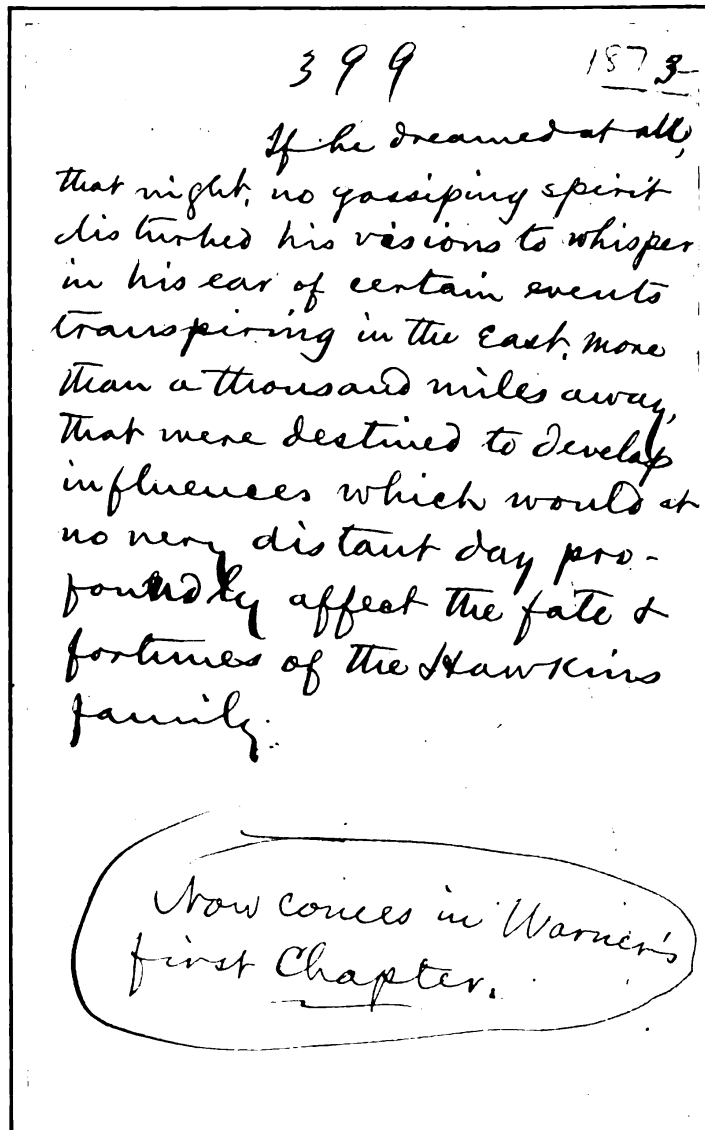 399 1873
If he dreamed at all,
that night, no gossiping spirit
disturbed his visions to whisper
in his ear of certain events
transpiring in the East, more
than a thousand miles away,
that were destined to develop
influences which would at
no very distant day pro-
foundly affect the fate &
fortunes of the Hawkins
family.
Now comes in Warner's
first Chapter.